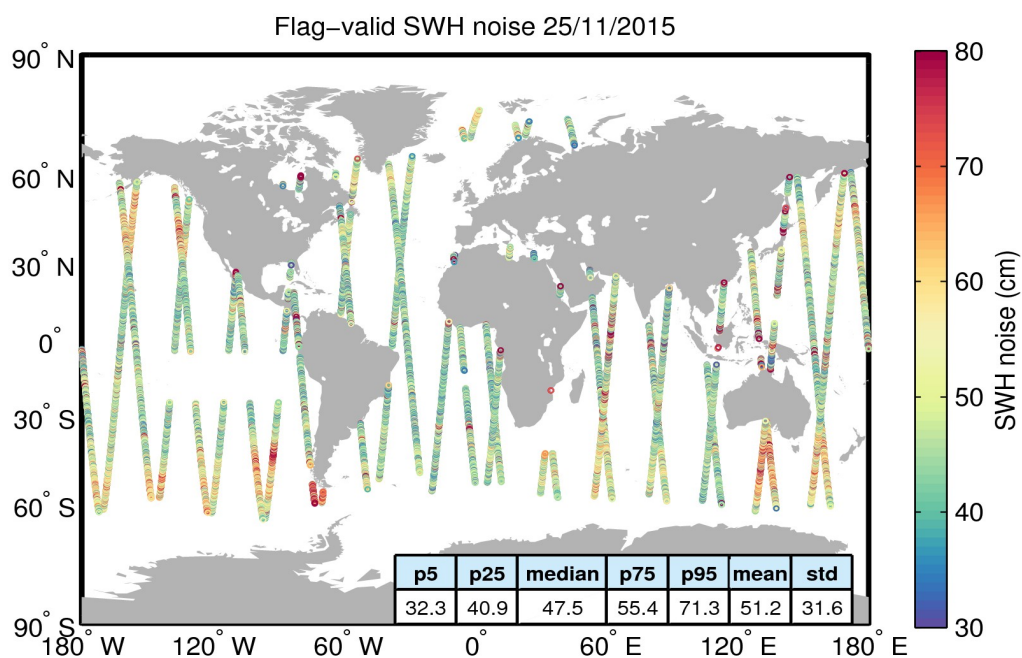 Flag−valid SWH noise 25/11/2015
90° N
60° N
30° N
0°
30° S
60° S
90° S
180° W
120° W
60° W
0°
60° E
120° E
180° E
p5 p25 median p75 p95 mean std
32.3 40.9 47.5 55.4 71.3 51.2 31.6
80
70
60
50
40
30
SWH noise (cm)